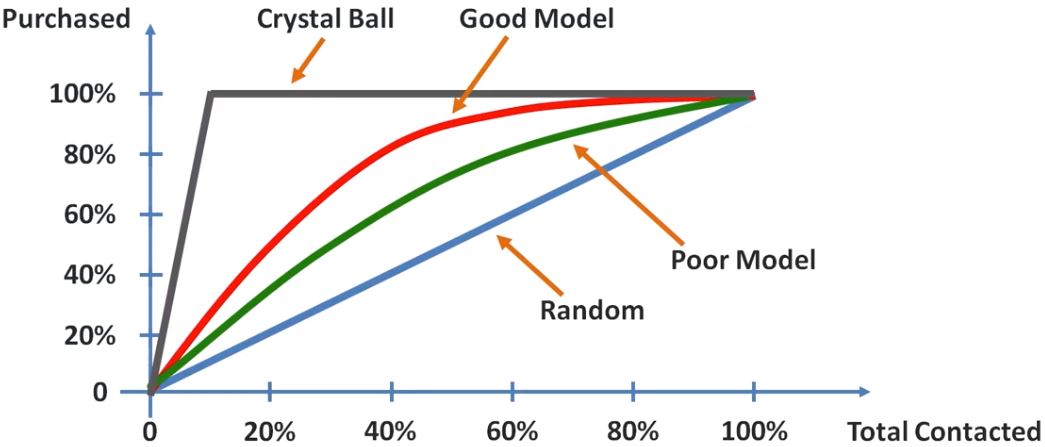 Purchased
Crystal Ball
Good Model
100%
80%
60%
40%
20%
0
Poor Model
Random
0 20% 40% 60% 80% 100% Total Contacted